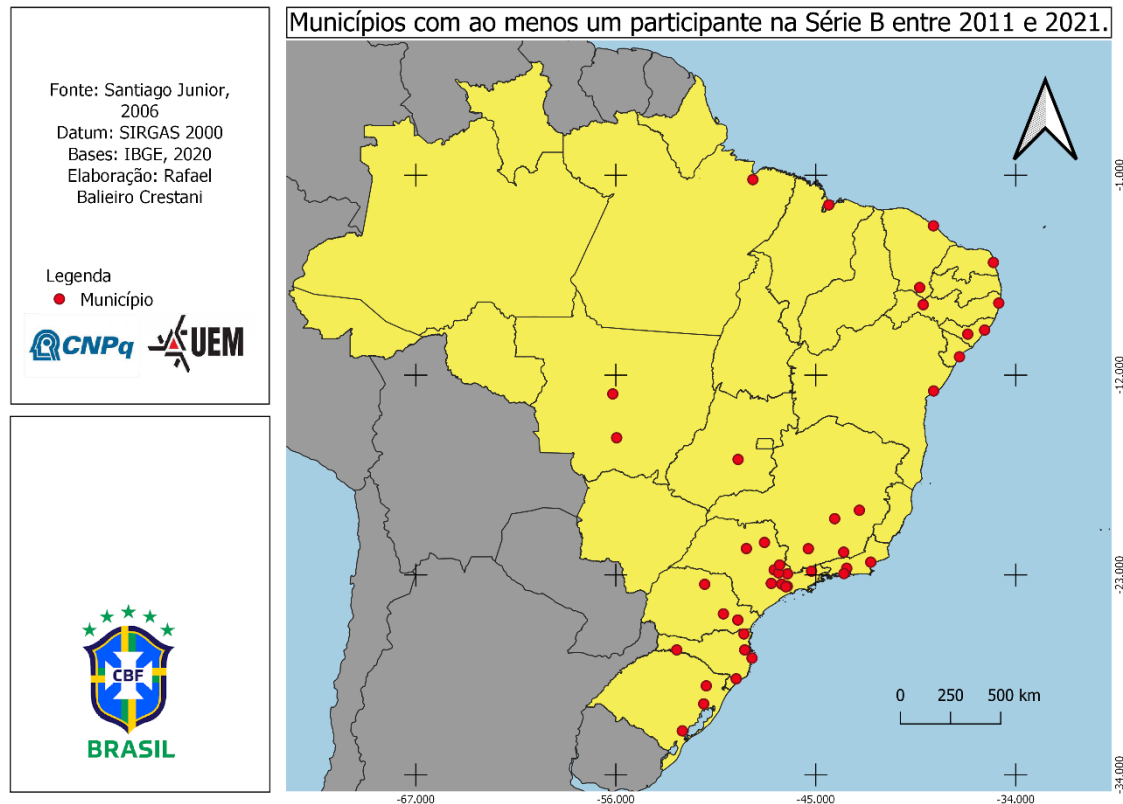 Municípios com ao menos um participante na Série B entre 2011 e 2021.
Fonte: Santiago Junior,
2006
Datum: SIRGAS 2000
Bases: IBGE, 2020
Elaboração: Rafael
Balieiro Crestani
Legenda
Município
CNPq
UEM
CBF
BRASIL
-1.000
-12.000
-23.000
-34.000
0 250 500 km
-67.000 -56.000 -45.000 -34.000